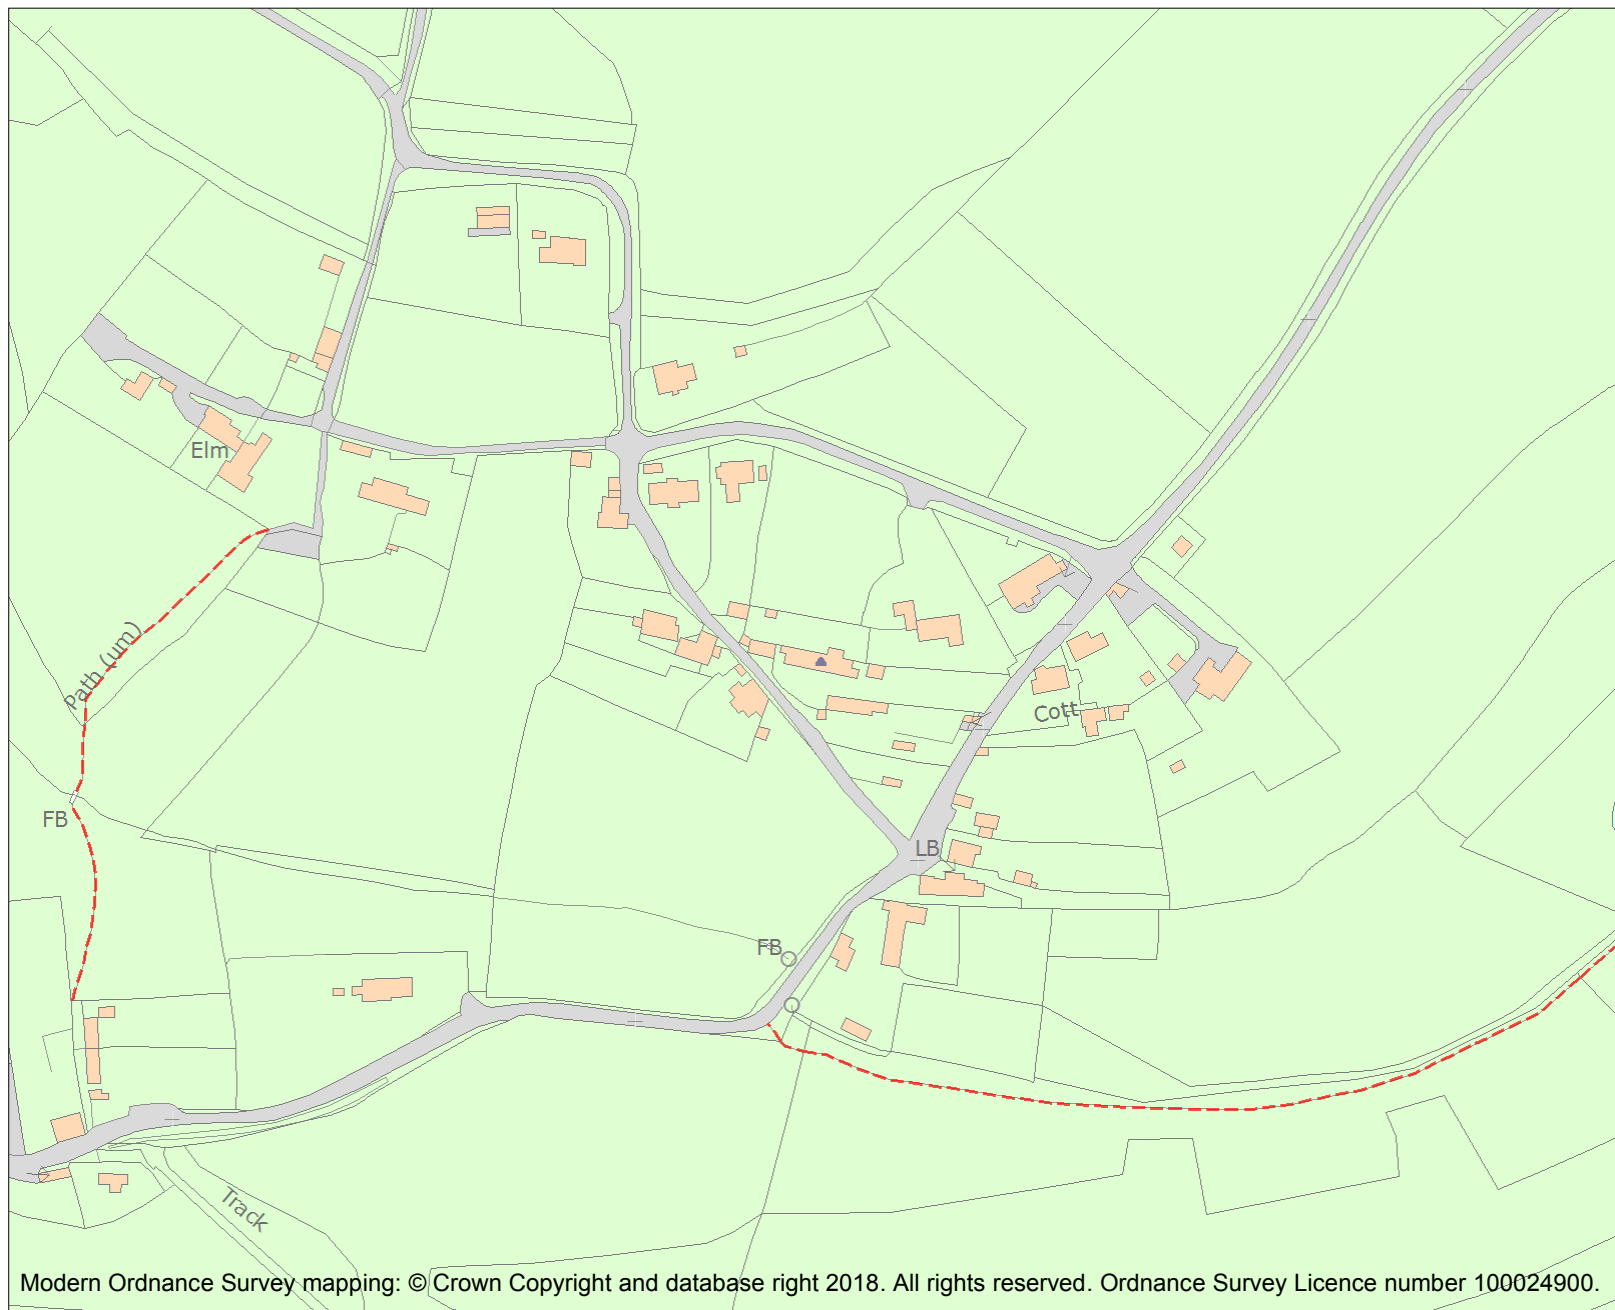 Elm
Path (um)
Cott
FB
LB
FB
Track
Modern Ordnance Survey mapping: © Crown Copyright and database right 2018. All rights reserved. Ordnance Survey Licence number 100024900.